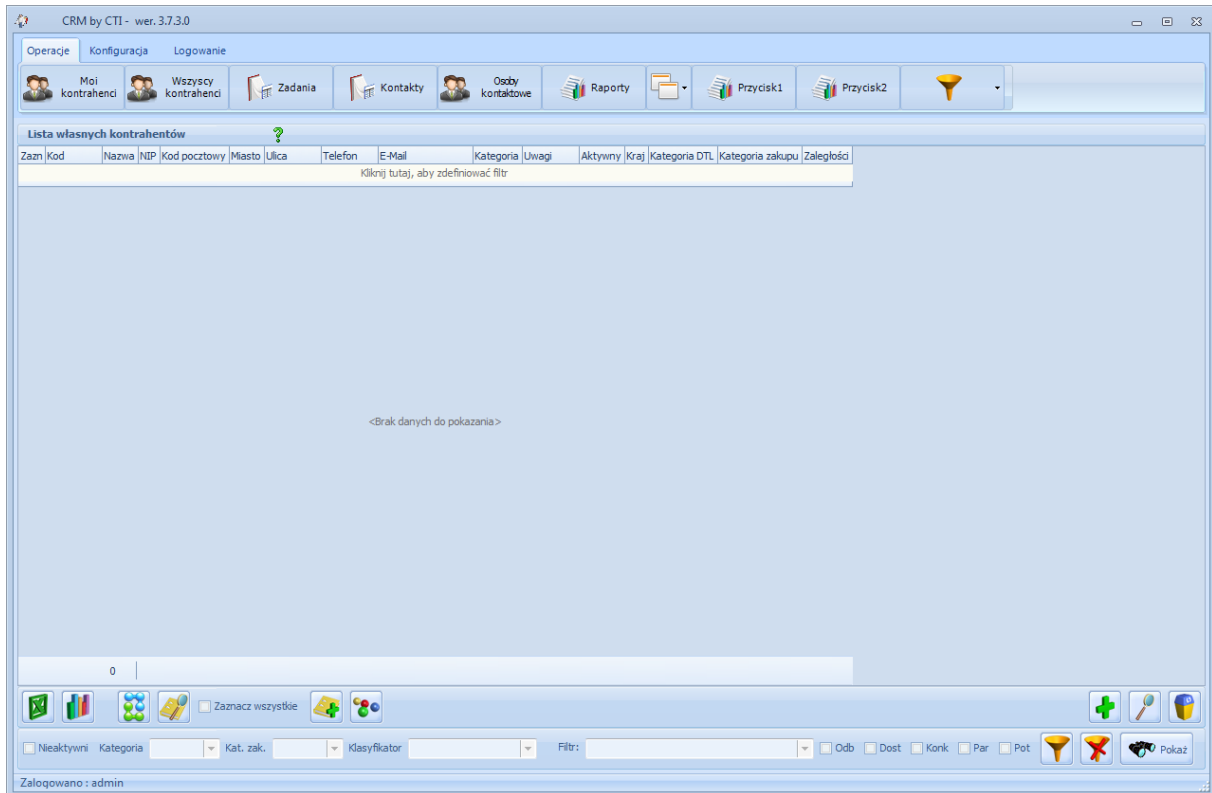 CRM by CTI - wer. 3.7.3.0
Operacje Konfiguracja Logowanie
Moi kontrahenci Wszyscy kontrahenci Zadania Kontakty Osoby kontaktowe Raporty Przycisk1 Przycisk2
Lista własnych kontrahentów
Zazn Kod Nazwa NIP Kod pocztowy Miasto Ulica Telefon E-Mail Kategoria Uwagi Aktywny Kraj Kategoria DTL Kategoria zakupu Zaległości
Kliknij tutaj, aby zdefiniować filtr
<Brak danych do pokazania>
0
Zaznacz wszystkie
Nieaktywni Kategoria Kat. zak. Klasyfikator Filtr: Odb Dost Konk Par Pot Pokaż
Zalogowano : admin